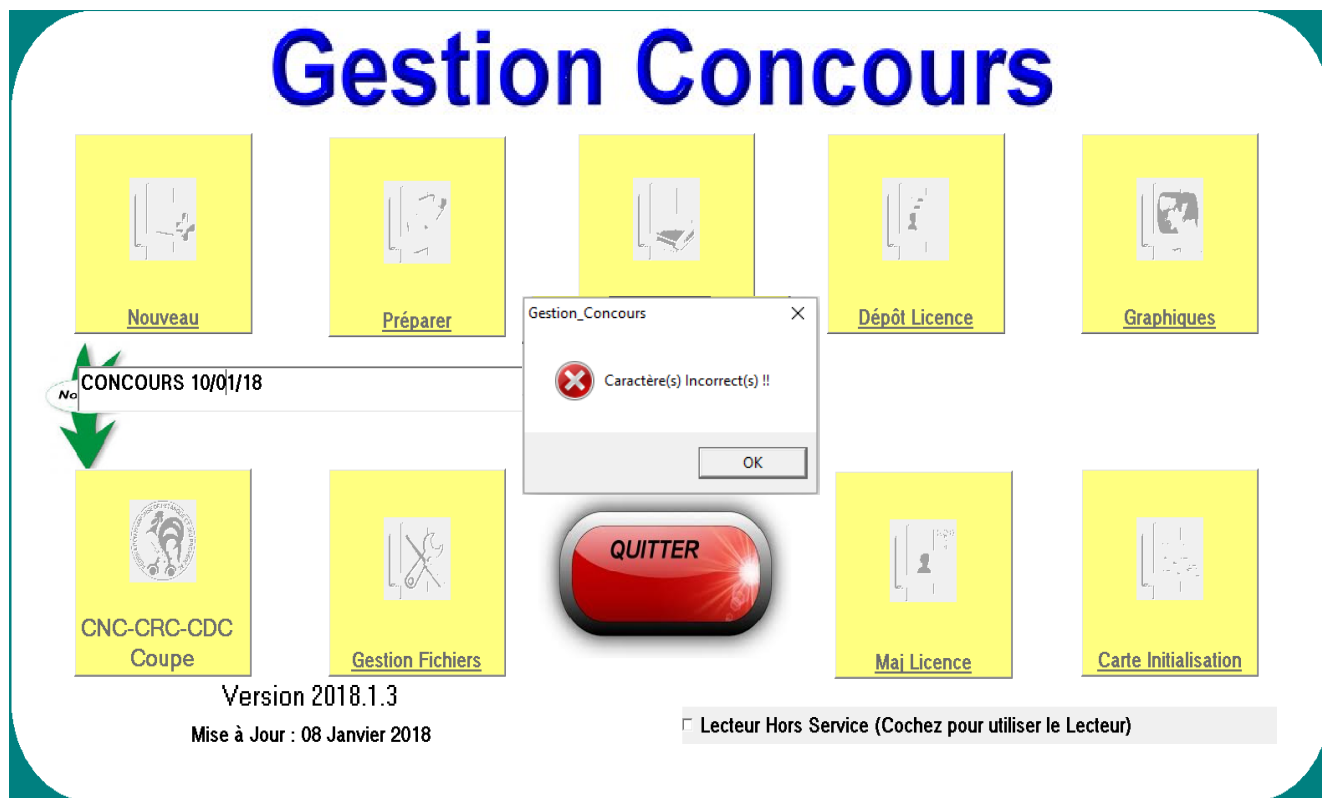 Gestion Concours
Nouveau
Préparer
Dépôt Licence
Graphiques
Gestion_Concours
Caractère(s) Incorrect(s) !!
OK
No
CONCOURS 10/01/18
QUITTER
CNC-CRC-CDC
Coupe
Gestion Fichiers
Maj Licence
Carte Initialisation
Version 2018.1.3
Mise à Jour : 08 Janvier 2018
Lecteur Hors Service (Cochez pour utiliser le Lecteur)